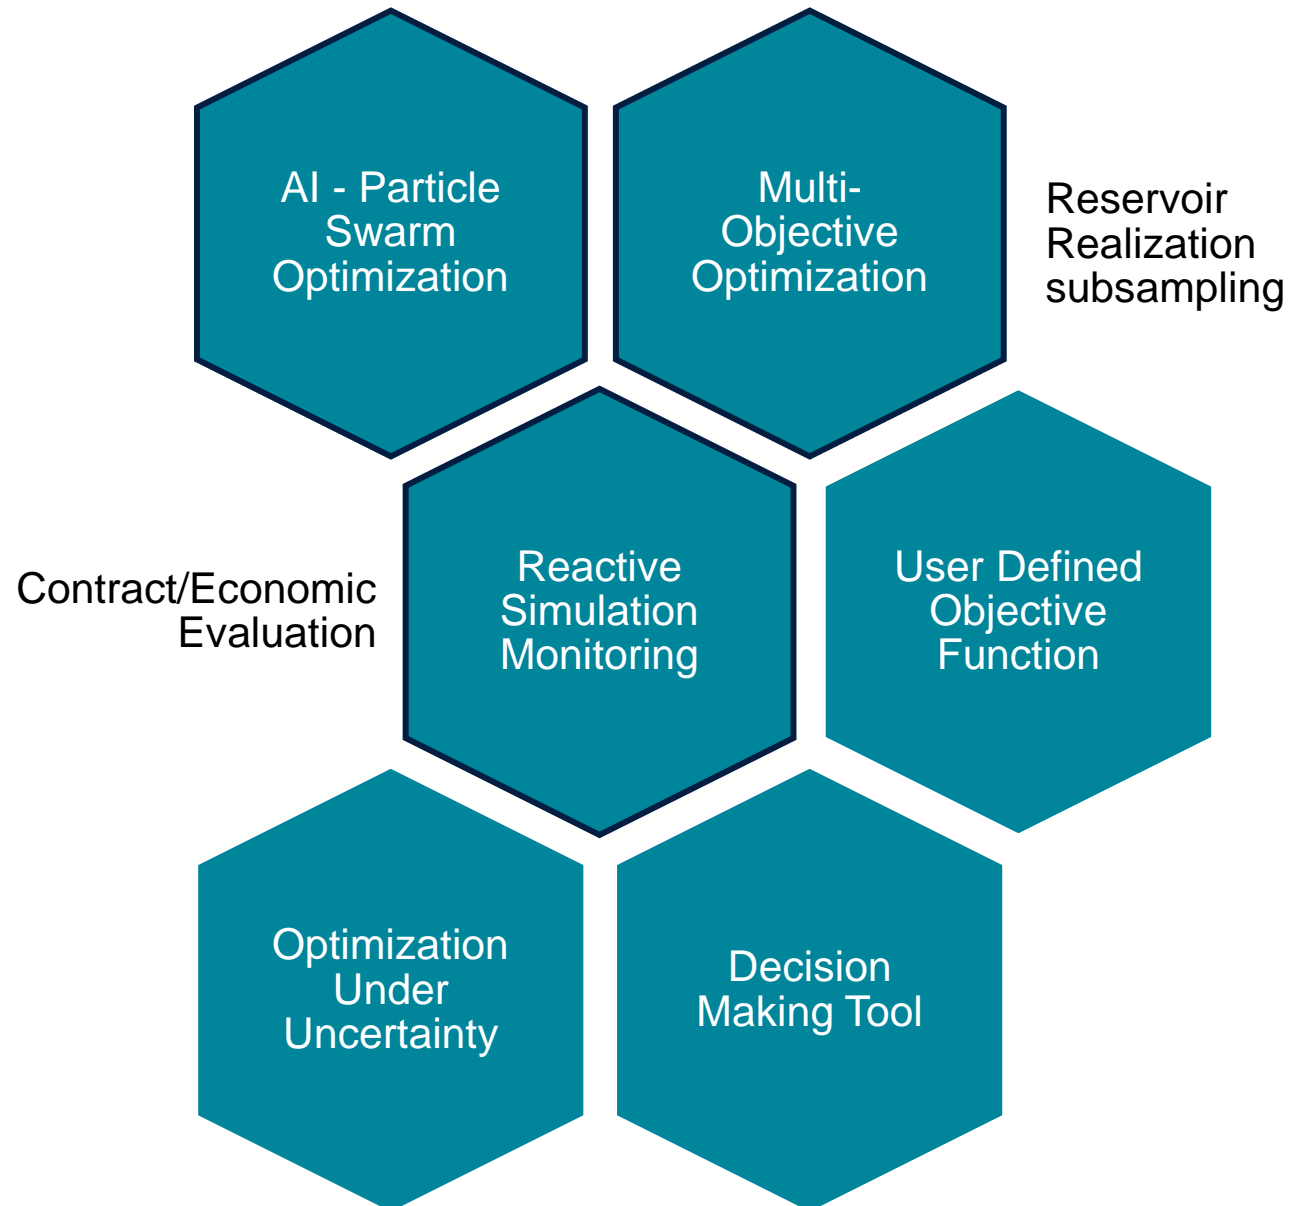 AI - Particle
Swarm
Optimization
Multi-
Objective
Optimization
Reservoir
Realization
subsampling
Contract/Economic
Evaluation
Reactive
Simulation
Monitoring
User Defined
Objective
Function
Optimization
Under
Uncertainty
Decision
Making Tool